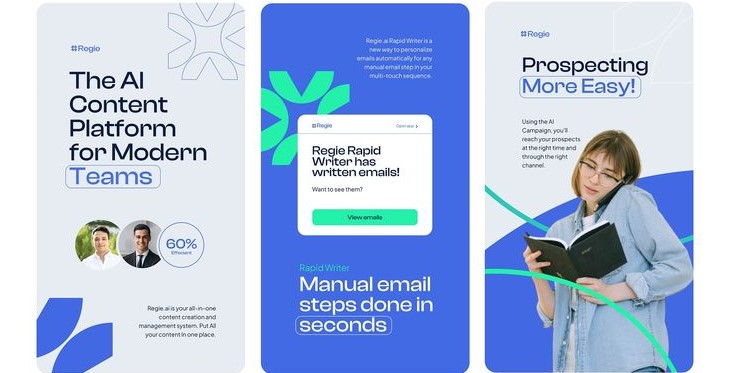 Regie
The AI
Content
Platform
for Modern
Teams
60%
Effiecient
Regie.ai is your all-in-one
content creation and
management system. Put All
your content in one place.
Regie.ai Rapid Writer is a
new way to personalize
emails automatically for any
manual email step in your
multi-touch sequence.
Regie
Open app
Regie Rapid
Writer has
written emails!
Want to see them?
View emails
Rapid Writer
Manual email
steps done in
seconds
Regie
Prospecting
More Easy!
Using the AI
Campaign, you'll
reach your prospects
at the right time and
through the right
channel.